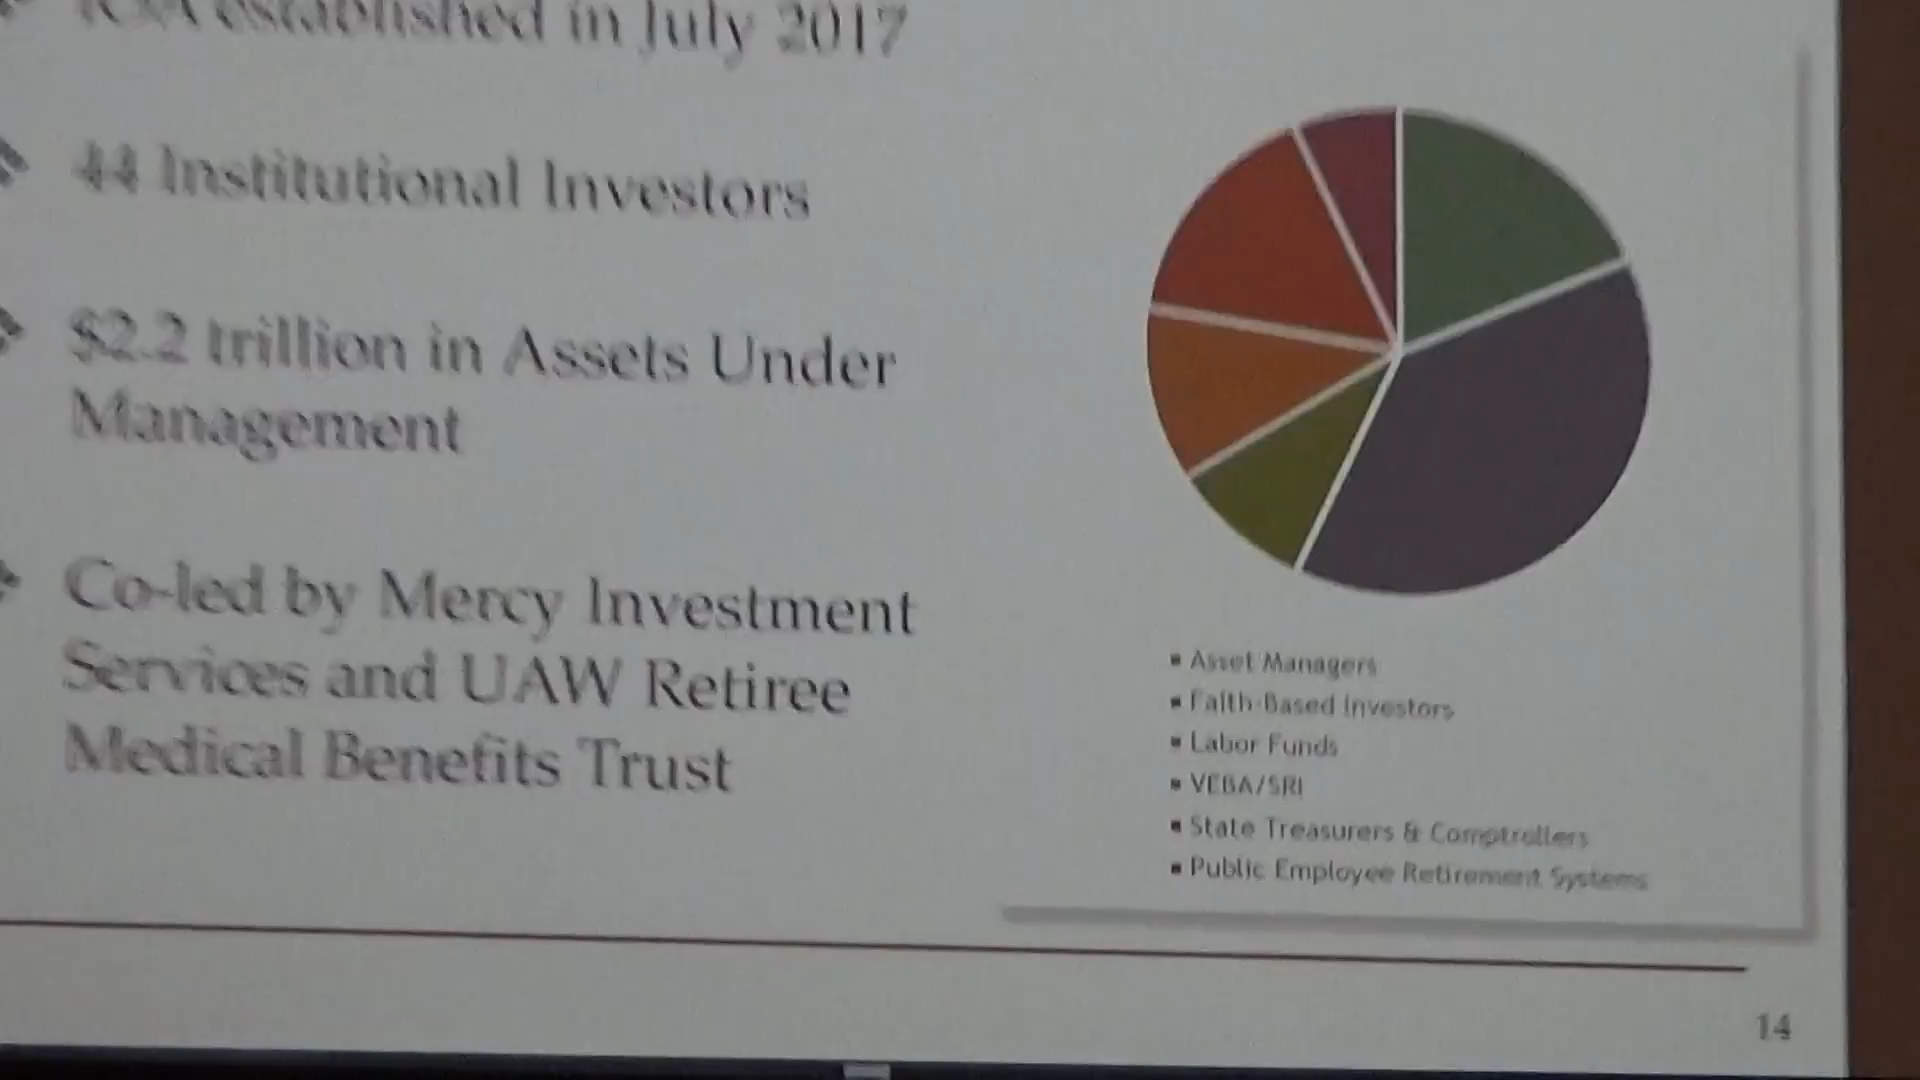 established in July 2017
44 Institutional Investors
$2.2 trillion in Assets Under
Management
Co-led by Mercy Investment
Services and UAW Retiree
Medical Benefits Trust
Asset Managers
Faith-Based Investors
Labor Funds
VEBA/SRI
State Treasurers & Comptrollers
Public Employee Retirement Systems
14